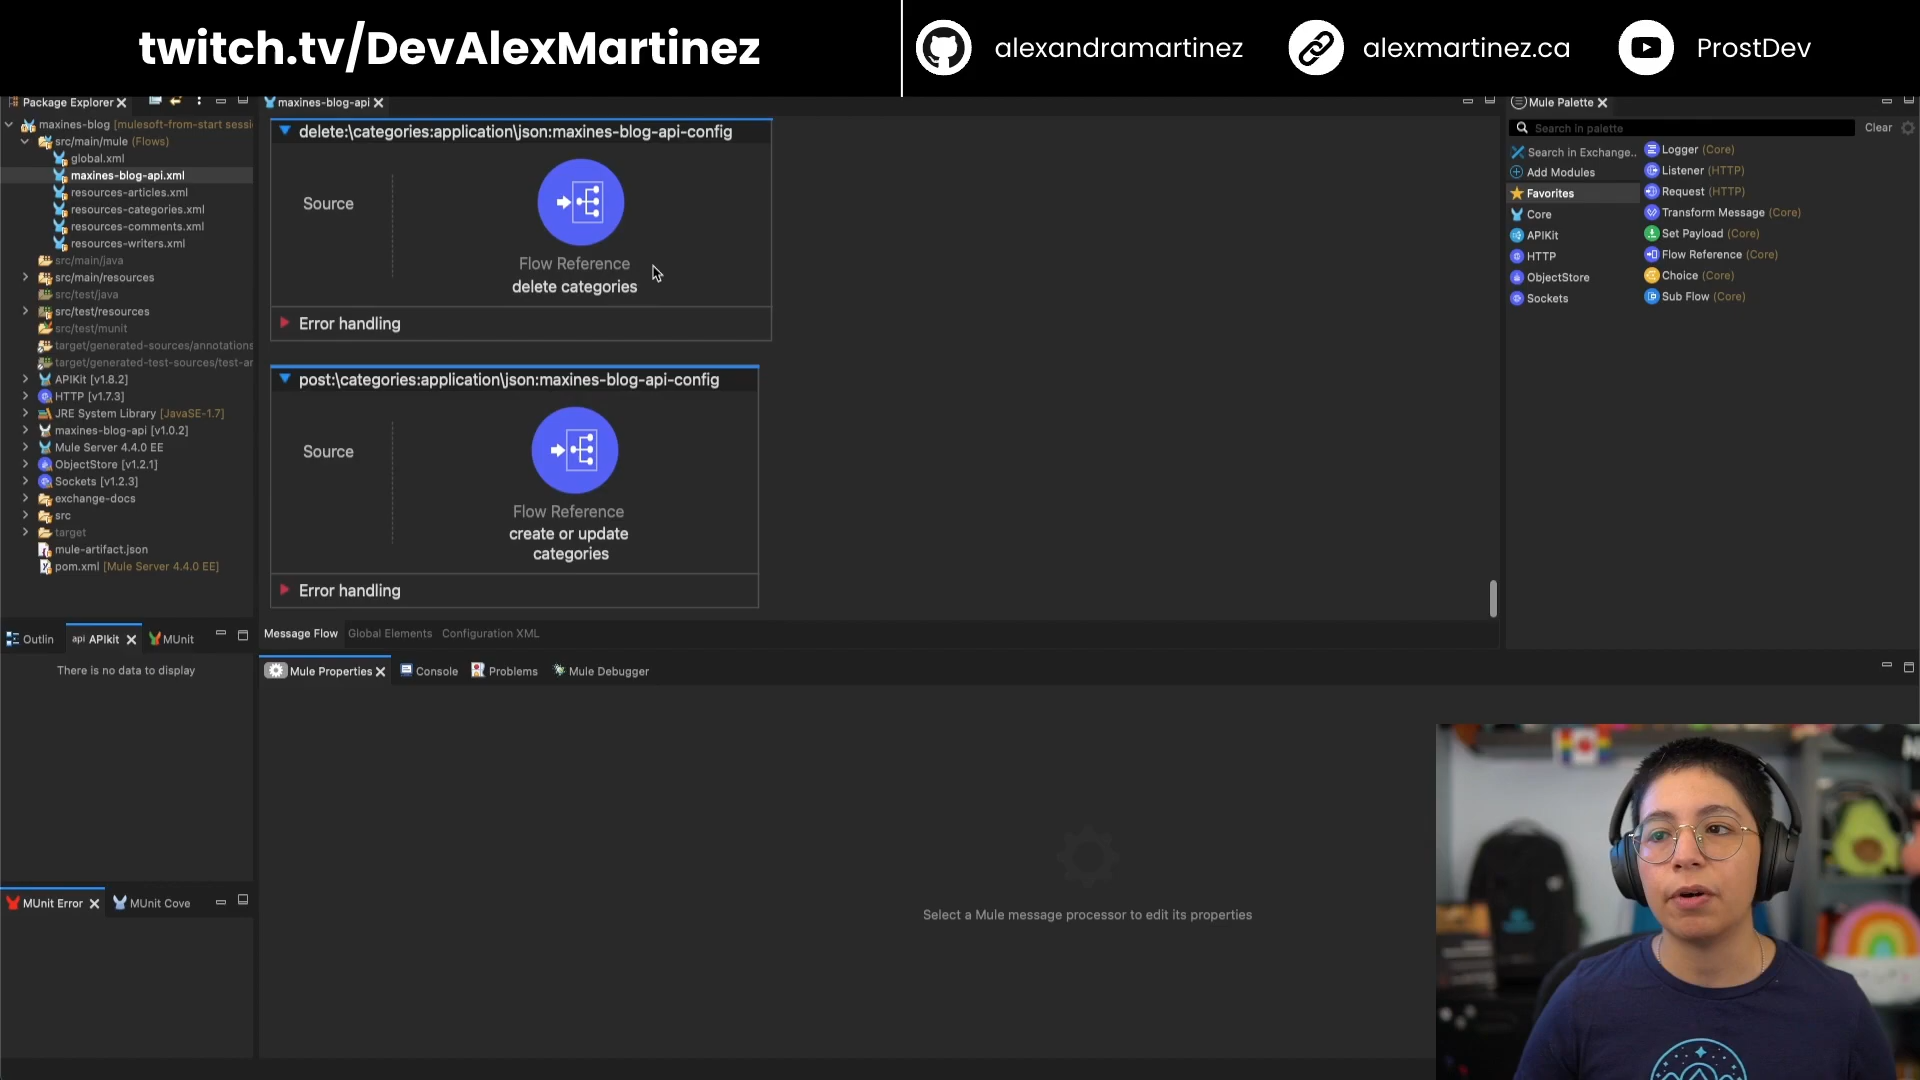 twitch.tv/DevAlexMartinez
alexandramartinez
alexmartinez.ca
ProstDev
Package Explorer
maxines-blog [mulesoft-from-start sessi
src/main/mule (Flows)
global.xml
maxines-blog-api.xml
resources-articles.xml
resources-categories.xml
resources-comments.xml
resources-writers.xml
src/main/java
src/main/resources
src/test/java
src/test/resources
src/test/munit
target/generated-sources/annotations
target/generated-test-sources/test-ar
APIKit [v1.8.2]
HTTP [v1.7.3]
JRE System Library [JavaSE-1.7]
maxines-blog-api [v1.0.2]
Mule Server 4.4.0 EE
ObjectStore [v1.2.1]
Sockets [v1.2.3]
exchange-docs
src
target
mule-artifact.json
pom.xml [Mule Server 4.4.0 EE]
Outlin
api APIkit
MUnit
There is no data to display
MUnit Error
MUnit Cove
maxines-blog-api
delete:\categories:application\json:maxines-blog-api-config
Source
Flow Reference
delete categories
Error handling
post:\categories:application\json:maxines-blog-api-config
Source
Flow Reference
create or update
categories
Error handling
Message Flow
Global Elements
Configuration XML
Mule Properties
Console
Problems
Mule Debugger
Select a Mule message processor to edit its properties
Mule Palette
Search in palette
Clear
Search in Exchange..
Add Modules
Favorites
Core
APIKit
HTTP
ObjectStore
Sockets
Logger (Core)
Listener (HTTP)
Request (HTTP)
Transform Message (Core)
Set Payload (Core)
Flow Reference (Core)
Choice (Core)
Sub Flow (Core)